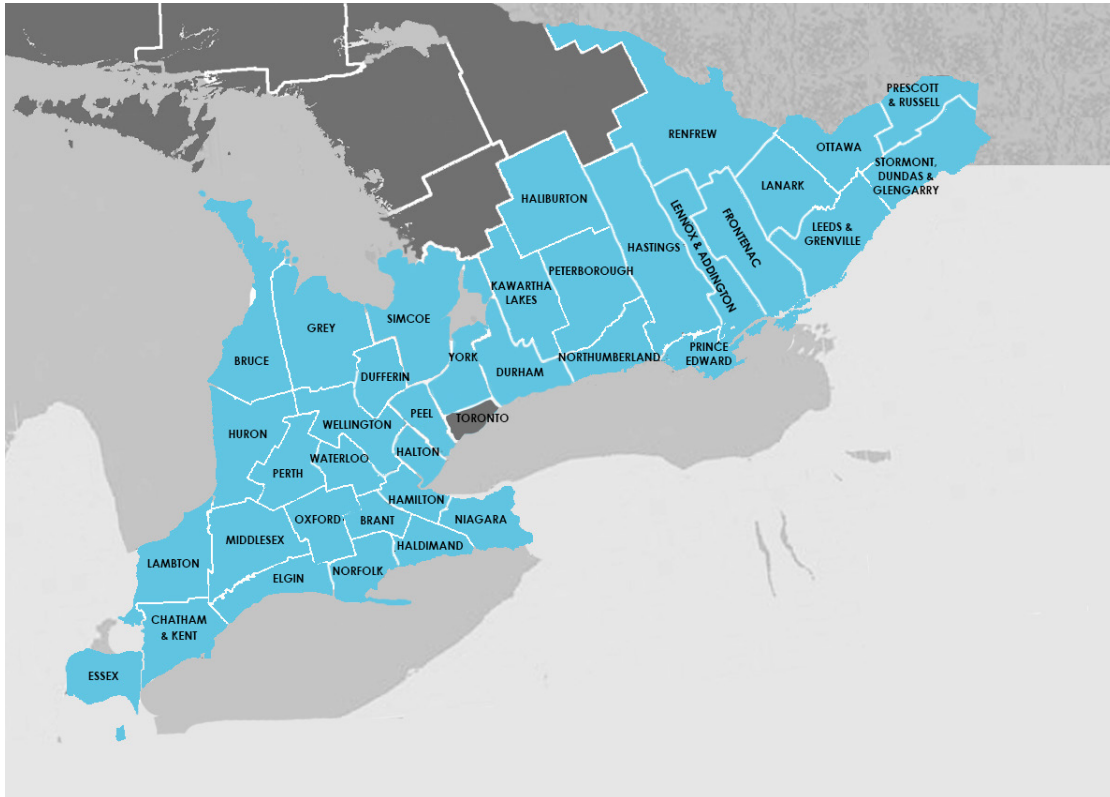 PRESCOTT
& RUSSELL
RENFREW
OTTAWA
STORMONT,
DUNDAS &
GLENGARRY
LANARK
HALIBURTON
LENNOX & ADDINGTON
FRONTENAC
LEEDS &
GRENVILLE
HASTINGS
PETERBOROUGH
KAWARTHA
LAKES
SIMCOE
GREY
BRUCE
YORK
PRINCE
EDWARD
NORTHUMBERLAND
DURHAM
DUFFERIN
PEEL
TORONTO
WELLINGTON
HURON
HALTON
WATERLOO
PERTH
HAMILTON
OXFORD
BRANT
NIAGARA
MIDDLESEX
HALDIMAND
LAMBTON
NORFOLK
ELGIN
CHATHAM
& KENT
ESSEX